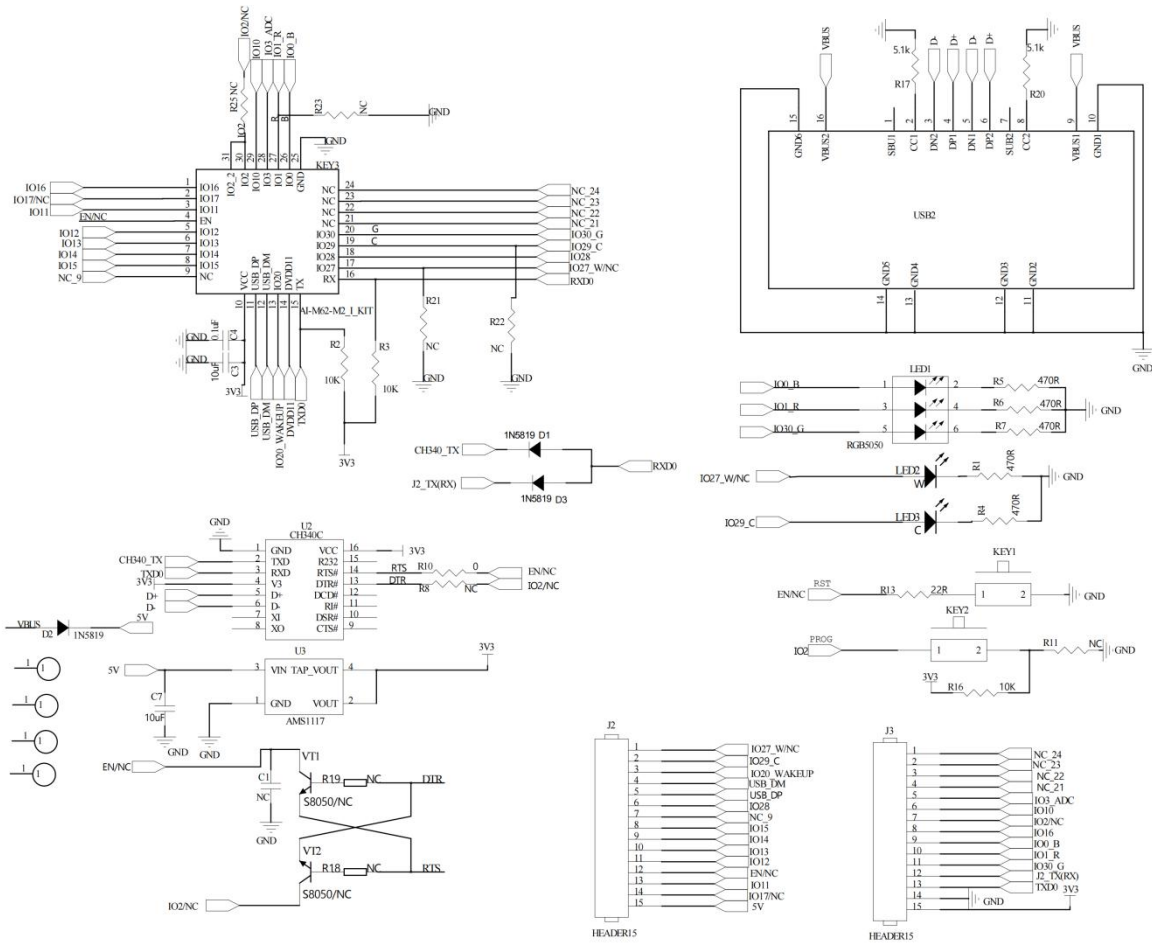 IO2/NC
IO10
IO3_ADC
IO1_R
IO0_B
R25 NC
IO2
R23
NC
R
B
GND
GND
31
30
29
28
27
26
25
IO2_2
IO2
IO10
IO3
IO1
IO0
GND
KEY3
IO16
IO17/NC
IO11
EN/NC
IO12
IO13
IO14
IO15
NC_9
1
2
3
4
5
6
7
8
9
IO16
IO17
IO11
EN
IO12
IO13
IO14
IO15
NC
NC
NC
NC
NC
IO30
IO29
IO28
IO27
RX
24
23
22
21
20
19
18
17
16
G
C
NC_24
NC_23
NC_22
NC_21
IO30_G
IO29_C
IO28
IO27_W/NC
RXD0
VCC
USB_DP
USB_DM
IO20
DVDD11
TX
10
11
12
13
14
15
AI-M62-M2_I_KIT
GND
0.1uF
C4
GND
10uF
C3
3V3
USB_DP
USB_DM
IO20_WAKEUP
DVDD11
TXD0
R2
10K
R3
10K
3V3
R21
NC
GND
R22
NC
GND
5.1k
R17
D-
D+
D-
D+
5.1k
R20
VBUS
VBUS
15
16
1
2
3
4
5
6
7
8
9
10
GND6
VBUS2
SBU1
CC1
DN2
DP1
DN1
DP2
SUB2
CC2
VBUS1
GND1
USB2
GND5
GND4
GND3
GND2
14
13
12
11
GND
LED1
IO0_B
1
2
R5
470R
IO1_R
3
4
R6
470R
GND
IO30_G
5
6
R7
470R
RGB5050
IO27_W/NC
LED2
W
R1
470R
GND
IO29_C
LED3
C
R4
470R
1N5819 D1
CH340_TX
RXD0
J2_TX(RX)
1N5819 D3
GND
U2
CH340C
CH340_TX
TXD0
3V3
D+
D-
1
2
3
4
5
6
7
8
GND
TXD
RXD
V3
D+
D-
XI
XO
VCC
R232
RTS#
DTR#
DCD#
RI#
DSR#
CTS#
16
15
14
13
12
11
10
9
3V3
RTS
R10
0
EN/NC
DTR
R8
NC
IO2/NC
VBUS
D2
1N5819
5V
KEY1
EN/NC
RST
R13
22R
1
2
GND
KEY2
IO2
PROG
1
2
R11
NC
GND
3V3
R16
10K
1
1
1
1
1
1
1
1
U3
5V
3
VIN
TAP_VOUT
4
3V3
1
GND
VOUT
2
AMS1117
C7
10uF
GND
GND
EN/NC
VT1
C1
NC
R19
NC
DTR
S8050/NC
GND
VT2
R18
NC
RTS
S8050/NC
IO2/NC
J2
1
2
3
4
5
6
7
8
9
10
11
12
13
14
15
IO27_W/NC
IO29_C
IO20_WAKEUP
USB_DM
USB_DP
IO28
NC_9
IO15
IO14
IO13
IO12
EN/NC
IO11
IO17/NC
5V
HEADER15
J3
1
2
3
4
5
6
7
8
9
10
11
12
13
14
15
NC_24
NC_23
NC_22
NC_21
IO3_ADC
IO10
IO2/NC
IO16
IO0_B
IO1_R
IO30_G
J2_TX(RX)
TXD0
GND
3V3
HEADER15